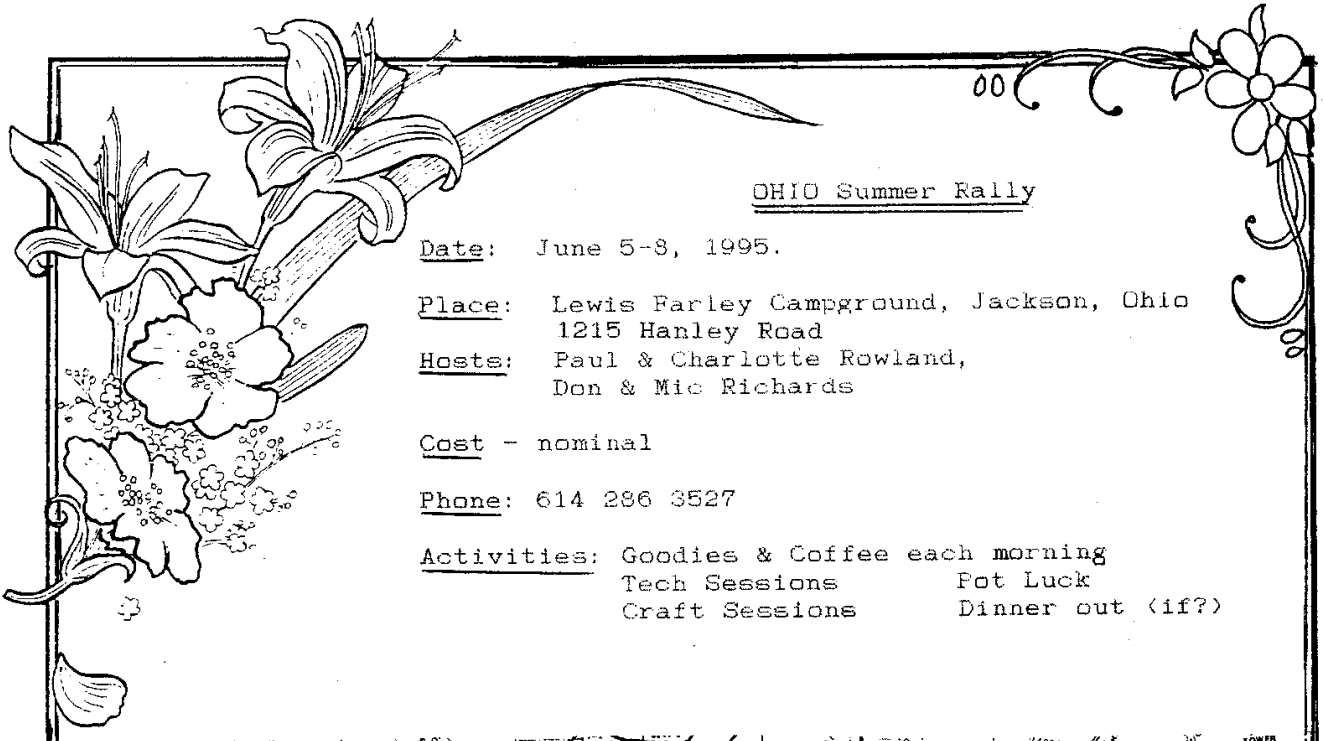 OHIO Summer Rally
Date: June 5-8, 1995.
Place: Lewis Farley Campground, Jackson, Ohio
1215 Hanley Road
Hosts: Paul & Charlotte Rowland,
Don & Mic Richards
Cost - nominal
Phone: 614 286 3527
Activities: Goodies & Coffee each morning
Tech Sessions Pot Luck
Craft Sessions Dinner out (if?)
TOWER